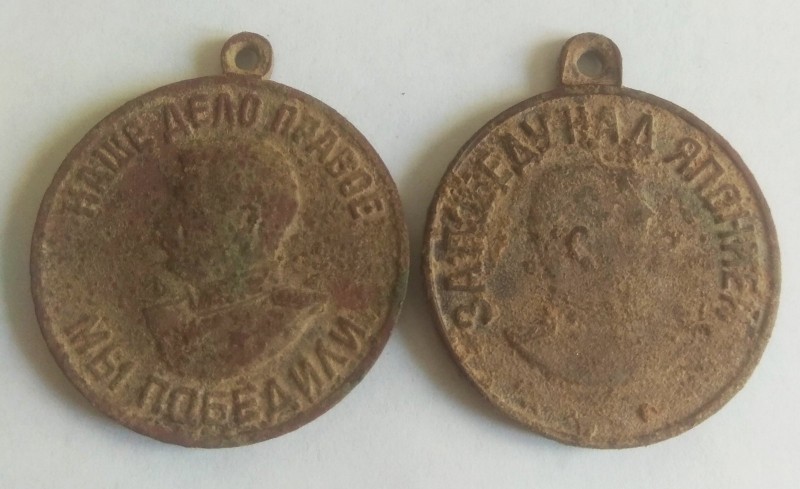 НАШЕ ДЕЛО ПРАВОЕ
МЫ ПОБЕДИЛИ
ЗА ПОБЕДУ НАД ЯПОНИЕЙ